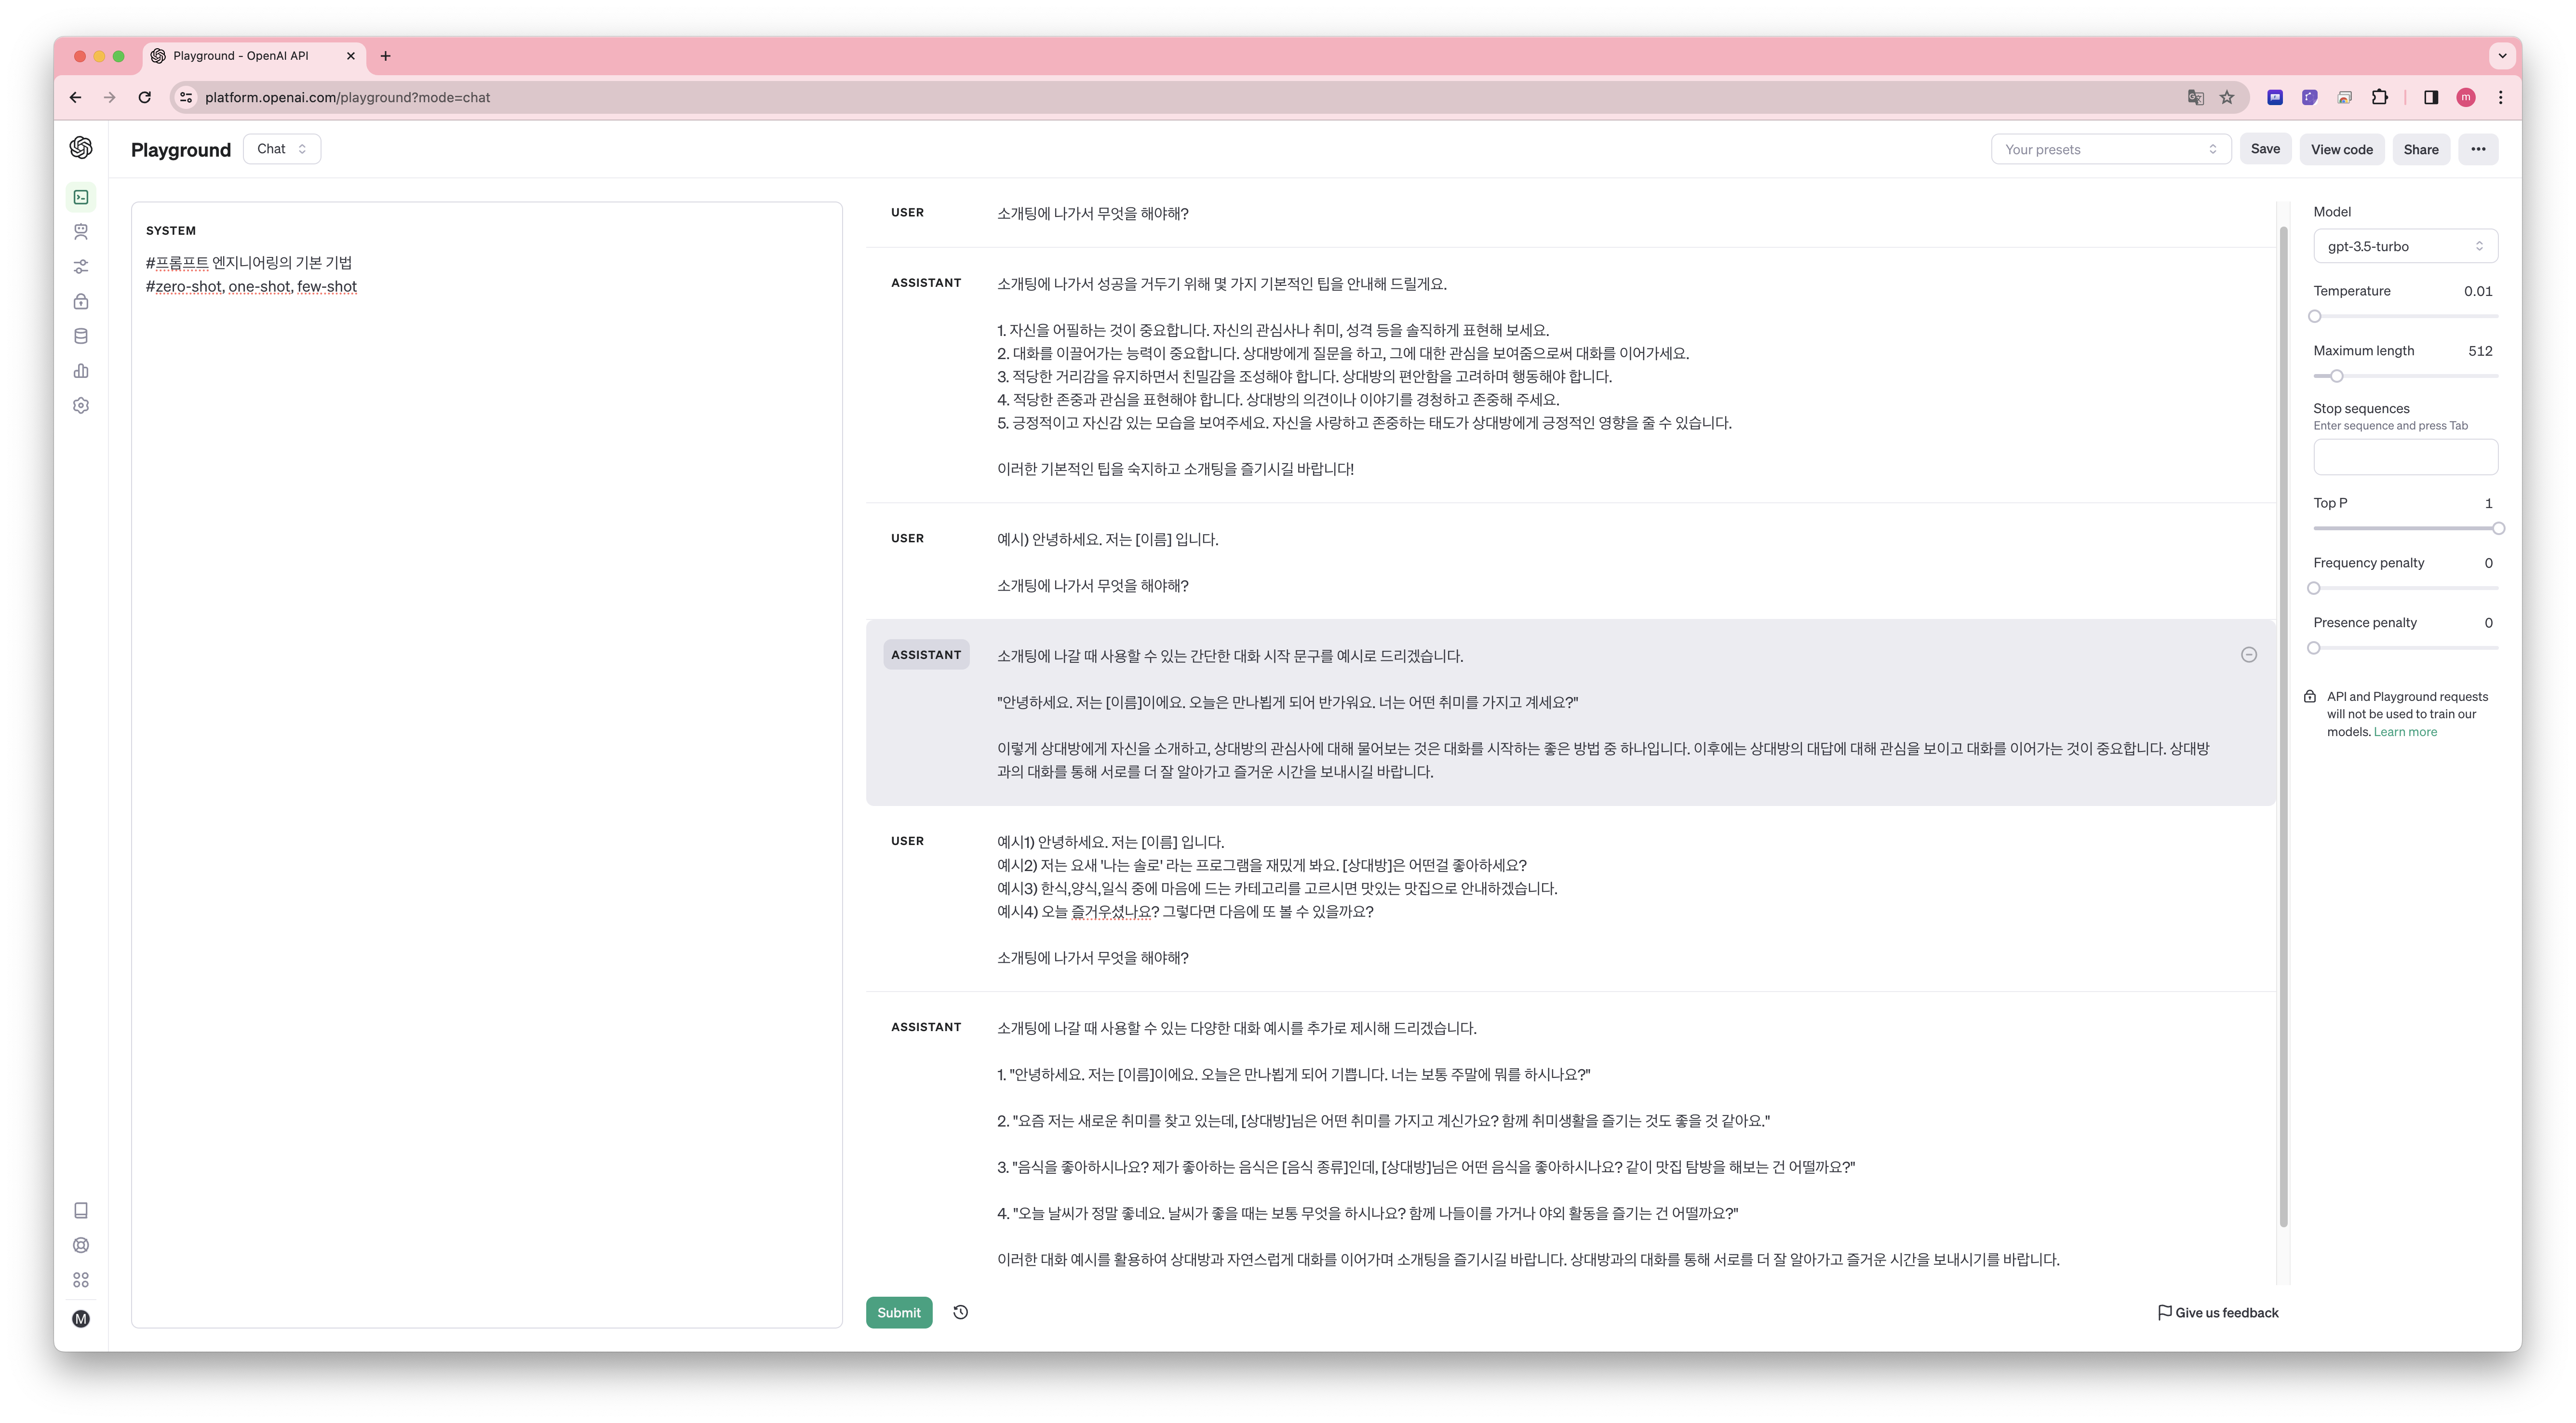 Playground - OpenAI API
platform.openai.com/playground?mode=chat
m
Playground
Chat
Your presets
Save
View code
Share
SYSTEM
#프롬프트 엔지니어링의 기본 기법
#zero-shot, one-shot, few-shot
USER
소개팅에 나가서 무엇을 해야해?
ASSISTANT
소개팅에 나가서 성공을 거두기 위해 몇 가지 기본적인 팁을 안내해 드릴게요.
1. 자신을 어필하는 것이 중요합니다. 자신의 관심사나 취미, 성격 등을 솔직하게 표현해 보세요.
2. 대화를 이끌어가는 능력이 중요합니다. 상대방에게 질문을 하고, 그에 대한 관심을 보여줌으로써 대화를 이어가세요.
3. 적당한 거리감을 유지하면서 친밀감을 조성해야 합니다. 상대방의 편안함을 고려하며 행동해야 합니다.
4. 적당한 존중과 관심을 표현해야 합니다. 상대방의 의견이나 이야기를 경청하고 존중해 주세요.
5. 긍정적이고 자신감 있는 모습을 보여주세요. 자신을 사랑하고 존중하는 태도가 상대방에게 긍정적인 영향을 줄 수 있습니다.
이러한 기본적인 팁을 숙지하고 소개팅을 즐기시길 바랍니다!
USER
예시) 안녕하세요. 저는 [이름] 입니다.
소개팅에 나가서 무엇을 해야해?
ASSISTANT
소개팅에 나갈 때 사용할 수 있는 간단한 대화 시작 문구를 예시로 드리겠습니다.
"안녕하세요. 저는 [이름]이에요. 오늘은 만나뵙게 되어 반가워요. 너는 어떤 취미를 가지고 계세요?"
이렇게 상대방에게 자신을 소개하고, 상대방의 관심사에 대해 물어보는 것은 대화를 시작하는 좋은 방법 중 하나입니다. 이후에는 상대방의 대답에 대해 관심을 보이고 대화를 이어가는 것이 중요합니다. 상대방
과의 대화를 통해 서로를 더 잘 알아가고 즐거운 시간을 보내시길 바랍니다.
USER
예시1) 안녕하세요. 저는 [이름] 입니다.
예시2) 저는 요새 '나는 솔로' 라는 프로그램을 재밌게 봐요. [상대방]은 어떤걸 좋아하세요?
예시3) 한식,양식,일식 중에 마음에 드는 카테고리를 고르시면 맛있는 맛집으로 안내하겠습니다.
예시4) 오늘 즐거우셨나요? 그렇다면 다음에 또 볼 수 있을까요?
소개팅에 나가서 무엇을 해야해?
ASSISTANT
소개팅에 나갈 때 사용할 수 있는 다양한 대화 예시를 추가로 제시해 드리겠습니다.
1. "안녕하세요. 저는 [이름]이에요. 오늘은 만나뵙게 되어 기쁩니다. 너는 보통 주말에 뭐를 하시나요?"
2. "요즘 저는 새로운 취미를 찾고 있는데, [상대방]님은 어떤 취미를 가지고 계신가요? 함께 취미생활을 즐기는 것도 좋을 것 같아요."
3. "음식을 좋아하시나요? 제가 좋아하는 음식은 [음식 종류]인데, [상대방]님은 어떤 음식을 좋아하시나요? 같이 맛집 탐방을 해보는 건 어떨까요?"
4. "오늘 날씨가 정말 좋네요. 날씨가 좋을 때는 보통 무엇을 하시나요? 함께 나들이를 가거나 야외 활동을 즐기는 건 어떨까요?"
이러한 대화 예시를 활용하여 상대방과 자연스럽게 대화를 이어가며 소개팅을 즐기시길 바랍니다. 상대방과의 대화를 통해 서로를 더 잘 알아가고 즐거운 시간을 보내시기를 바랍니다.
Submit
Give us feedback
M
Model
gpt-3.5-turbo
Temperature 0.01
Maximum length 512
Stop sequences
Enter sequence and press Tab
Top P 1
Frequency penalty 0
Presence penalty 0
API and Playground requests
will not be used to train our
models. Learn more